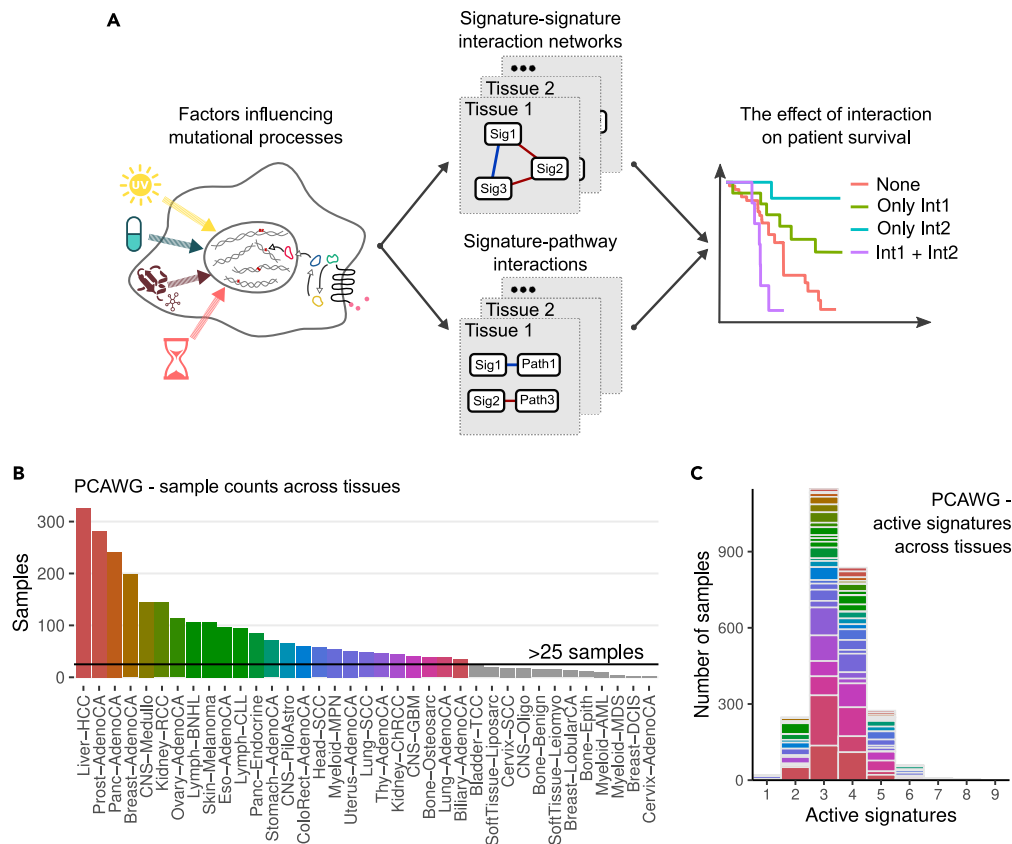 A
Factors influencing
mutational processes
UV
Signature-signature
interaction networks
Tissue 2
Tissue 1
Sig1
Sig2
Sig3
Signature-pathway
interactions
Tissue 2
Tissue 1
Sig1
Path1
Sig2
Path3
The effect of interaction
on patient survival
None
Only Int1
Only Int2
Int1 + Int2
B
PCAWG - sample counts across tissues
Samples
300
200
100
0
>25 samples
Liver–HCC
Prost–AdenoCA
Panc–AdenoCA
Breast–AdenoCA
CNS–Medullo
Kidney–RCC
Ovary–AdenoCA
Lymph–BNHL
Skin–Melanoma
Eso–AdenoCA
Lymph–CLL
Panc–Endocrine
Stomach–AdenoCA
CNS–PiloAstro
ColoRect–AdenoCA
Head–SCC
Myeloid–MPN
Uterus–AdenoCA
Lung–SCC
Thy–AdenoCA
Kidney–ChRCC
CNS–GBM
Bone–Osteosarc
Lung–AdenoCA
Biliary–AdenoCA
Bladder–TCC
SoftTissue–Liposarc
Cervix–SCC
CNS–Oligo
Bone–Benign
SoftTissue–Leiomyo
Breast–LobularCA
Bone–Epith
Myeloid–AML
Myeloid–MDS
Breast–DCIS
Cervix–AdenoCA
C
PCAWG -
active signatures
across tissues
Number of samples
900
600
300
0
1 2 3 4 5 6 7 8 9
Active signatures